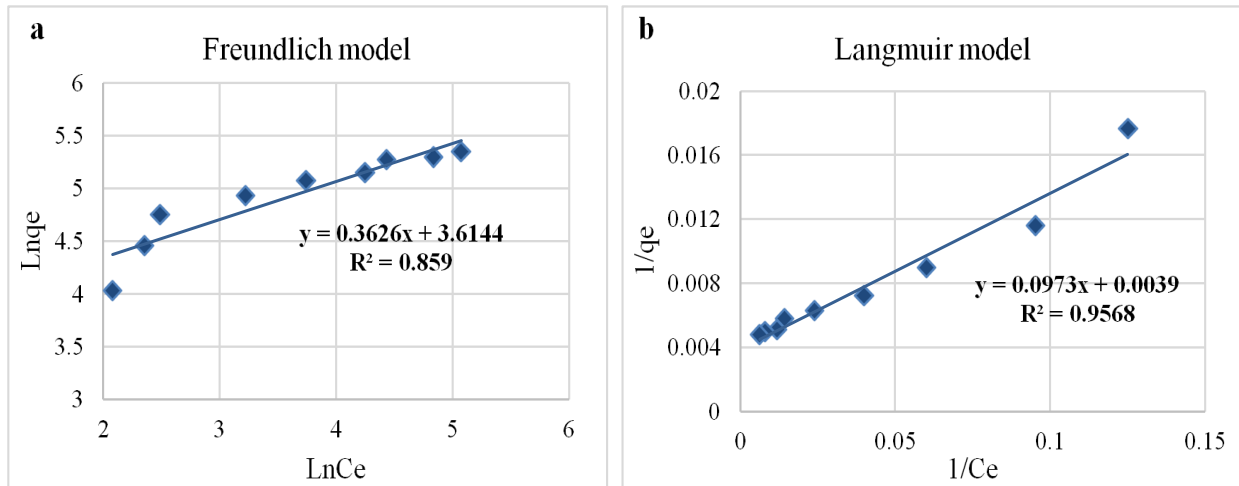 a
Freundlich model
6
5.5
5
4.5
4
3.5
3
2
3
4
5
6
Lnqe
LnCe
y = 0.3626x + 3.6144
R² = 0.859
b
Langmuir model
0.02
0.016
0.012
0.008
0.004
0
0
0.05
0.1
0.15
1/qe
1/Ce
y = 0.0973x + 0.0039
R² = 0.9568